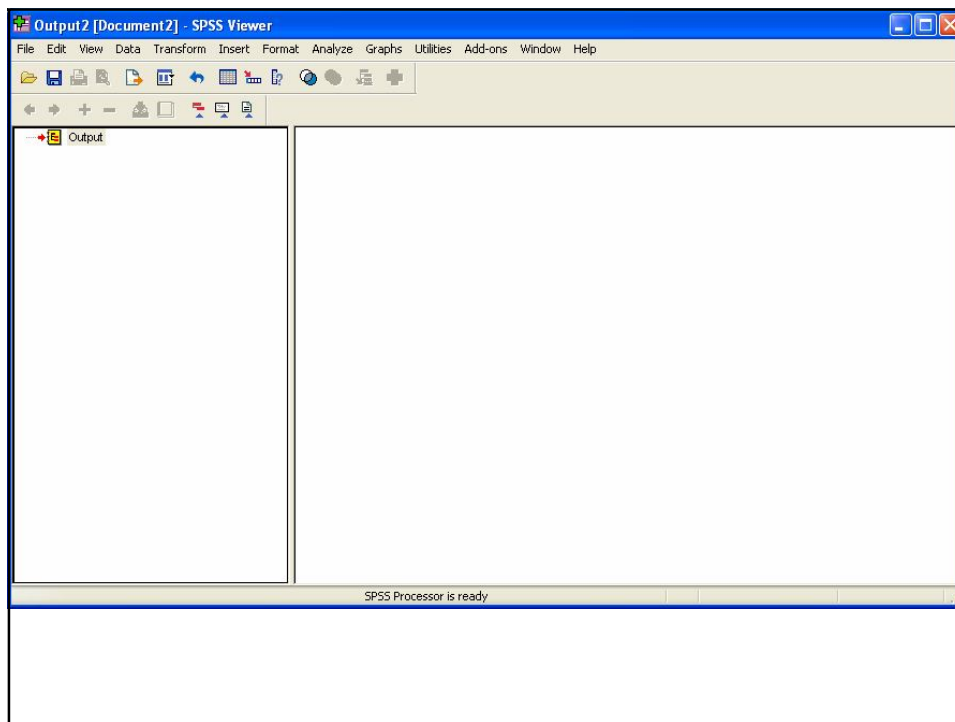 Output2 [Document2] - SPSS Viewer
File Edit View Data Transform Insert Format Analyze Graphs Utilities Add-ons Window Help
Output
SPSS Processor is ready